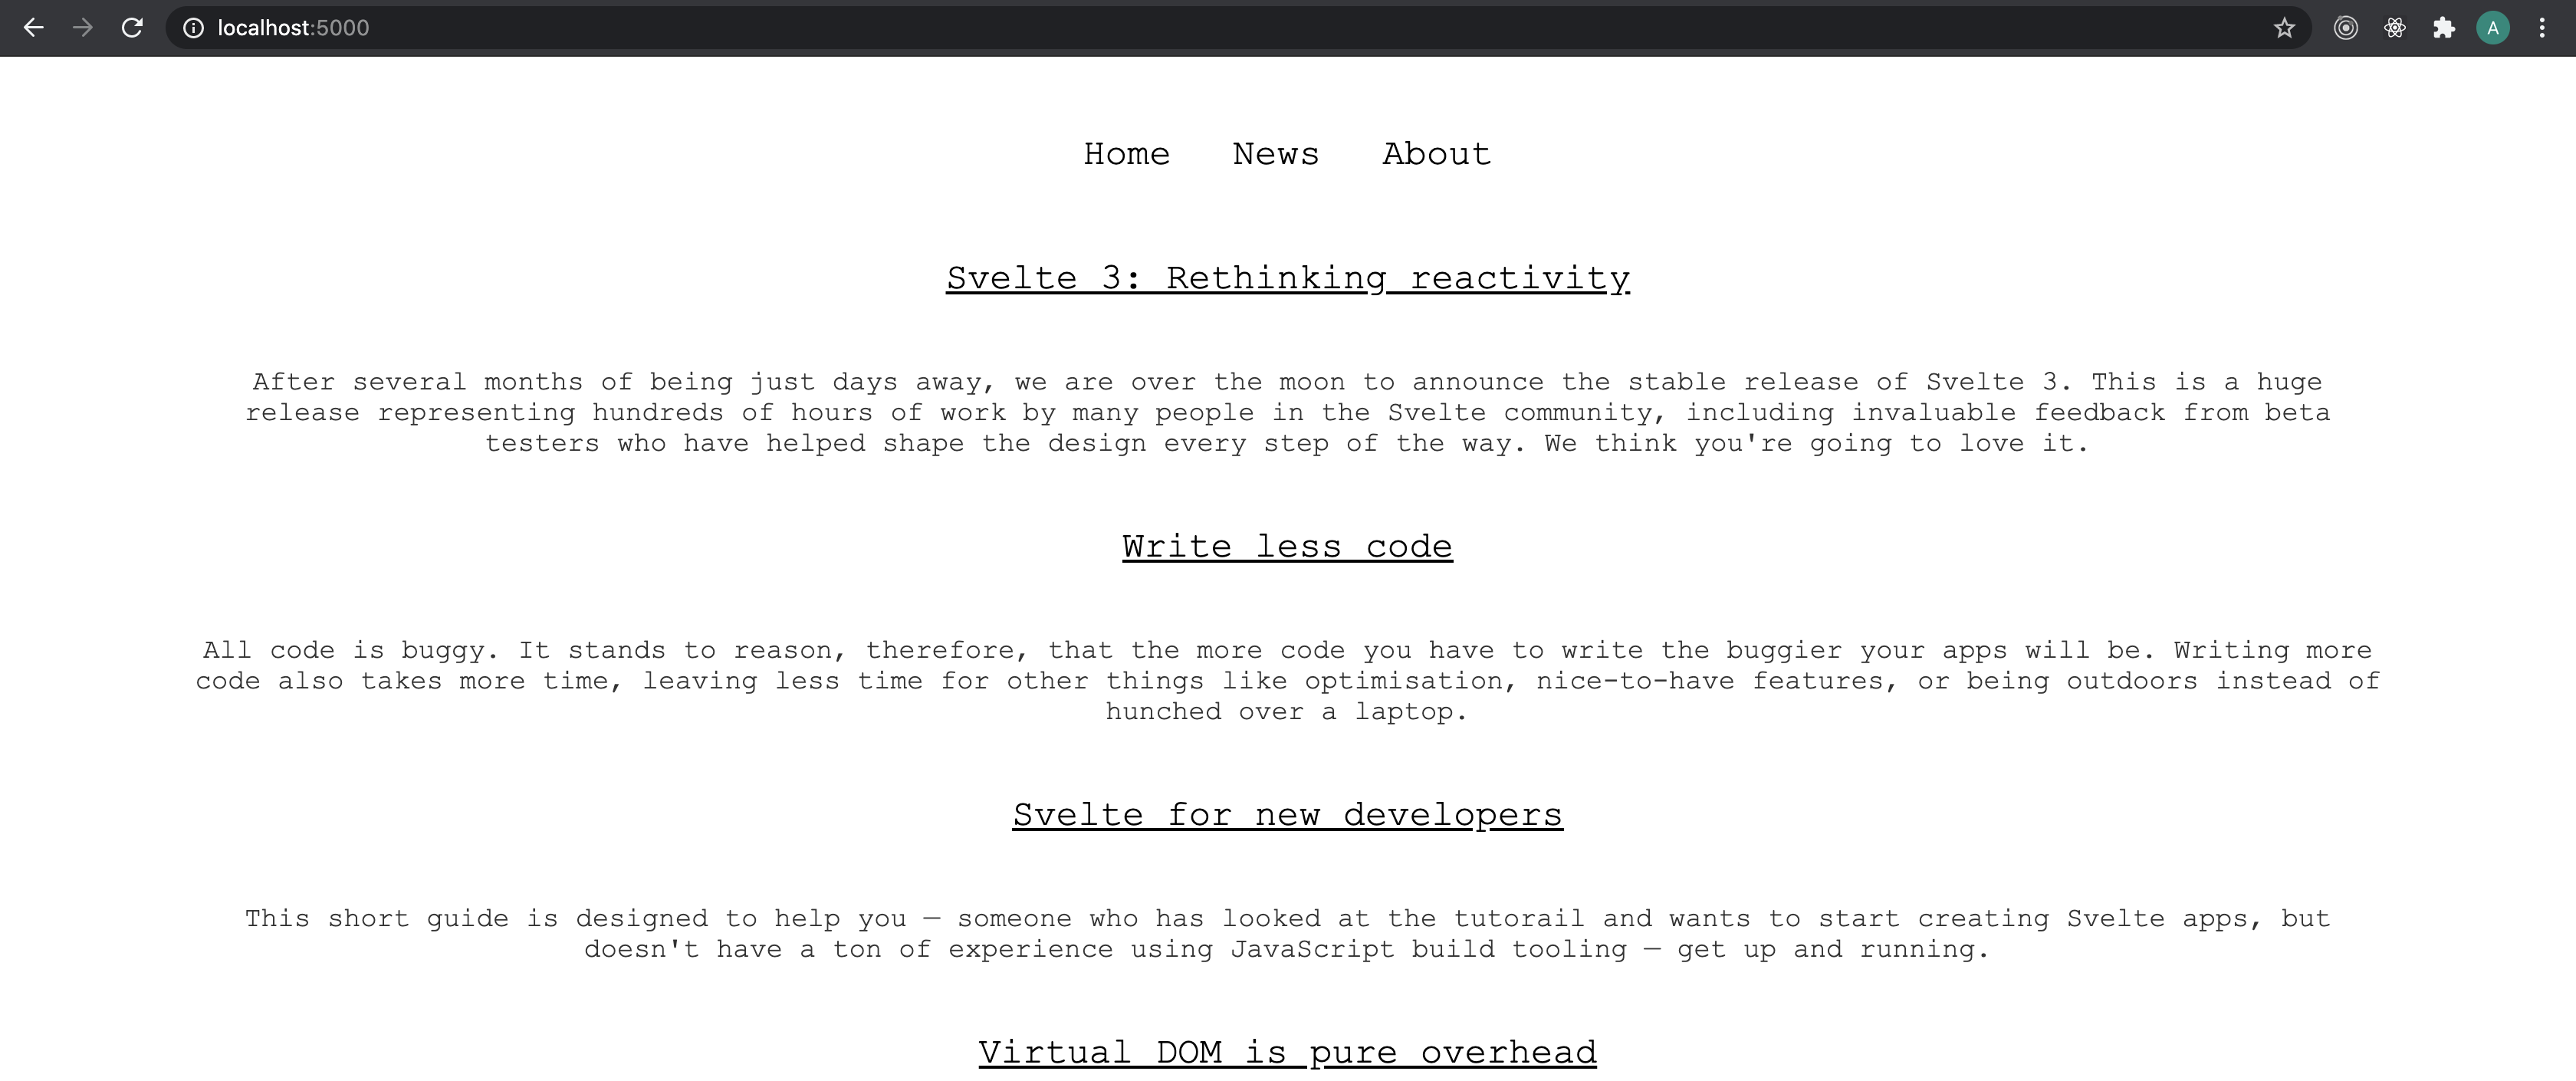 localhost:5000
A
Home News About
Svelte 3: Rethinking reactivity
After several months of being just days away, we are over the moon to announce the stable release of Svelte 3. This is a huge
release representing hundreds of hours of work by many people in the Svelte community, including invaluable feedback from beta
testers who have helped shape the design every step of the way. We think you're going to love it.
Write less code
All code is buggy. It stands to reason, therefore, that the more code you have to write the buggier your apps will be. Writing more
code also takes more time, leaving less time for other things like optimisation, nice-to-have features, or being outdoors instead of
hunched over a laptop.
Svelte for new developers
This short guide is designed to help you — someone who has looked at the tutorail and wants to start creating Svelte apps, but
doesn't have a ton of experience using JavaScript build tooling — get up and running.
Virtual DOM is pure overhead